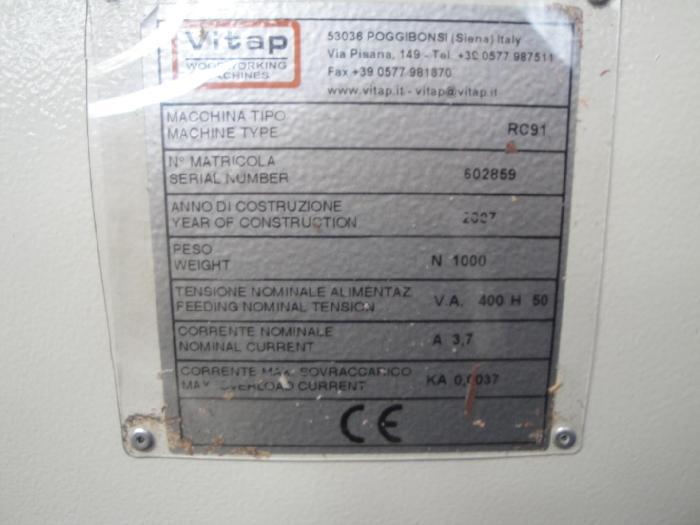 Vitap
WOODWORKING
MACHINES
53036 POGGIBONSI (Siena) Italy
Via Pisana, 149 - Tel. +39 0577 987511
Fax +39 0577 981870
www.vitap.it - vitap@vitap.it
MACCHINA TIPO
MACHINE TYPE
RC91
N° MATRICOLA
SERIAL NUMBER
602859
ANNO DI COSTRUZIONE
YEAR OF CONSTRUCTION
2007
PESO
WEIGHT
N 1000
TENSIONE NOMINALE ALIMENTAZ
FEEDING NOMINAL TENSION
V.A. 400 H 50
CORRENTE NOMINALE
NOMINAL CURRENT
A 3,7
CORRENTE MAX SOVRACCARICO
MAX OVERLOAD CURRENT
KA 0,0037
CE